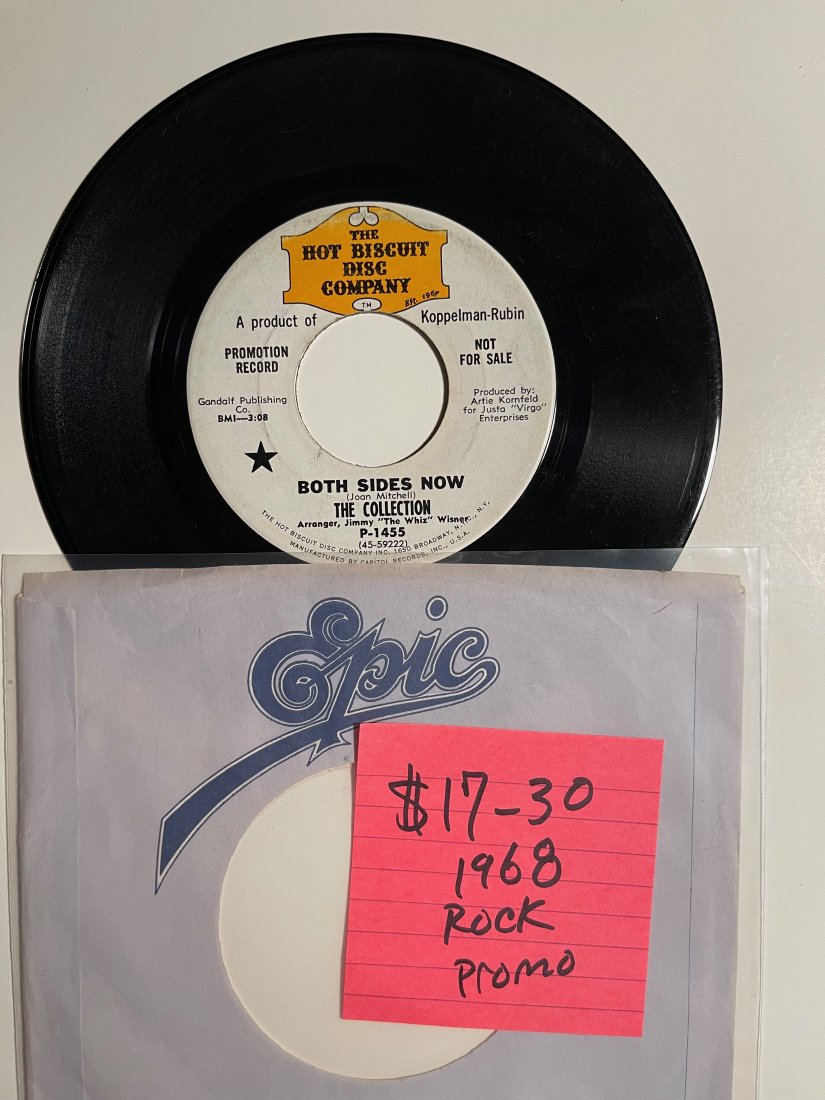 THE
HOT BISCUIT
DISC
COMPANY
Est. 1967
TM
A product of Koppelman-Rubin
PROMOTION
RECORD
NOT
FOR SALE
Gandalf Publishing
Co.
BMI—3:08
Produced by:
Artie Kornfeld
for Justa "Virgo"
Enterprises
BOTH SIDES NOW
(Joan Mitchell)
THE COLLECTION
Arranger, Jimmy "The Whiz" Wisner
P-1455
(45-59222)
THE HOT BISCUIT DISC COMPANY INC. 1650 BROADWAY, N.Y.C., N.Y.
MANUFACTURED BY CAPITOL RECORDS, INC., U.S.A.
Epic
$17-30
1968
ROCK
PROMO